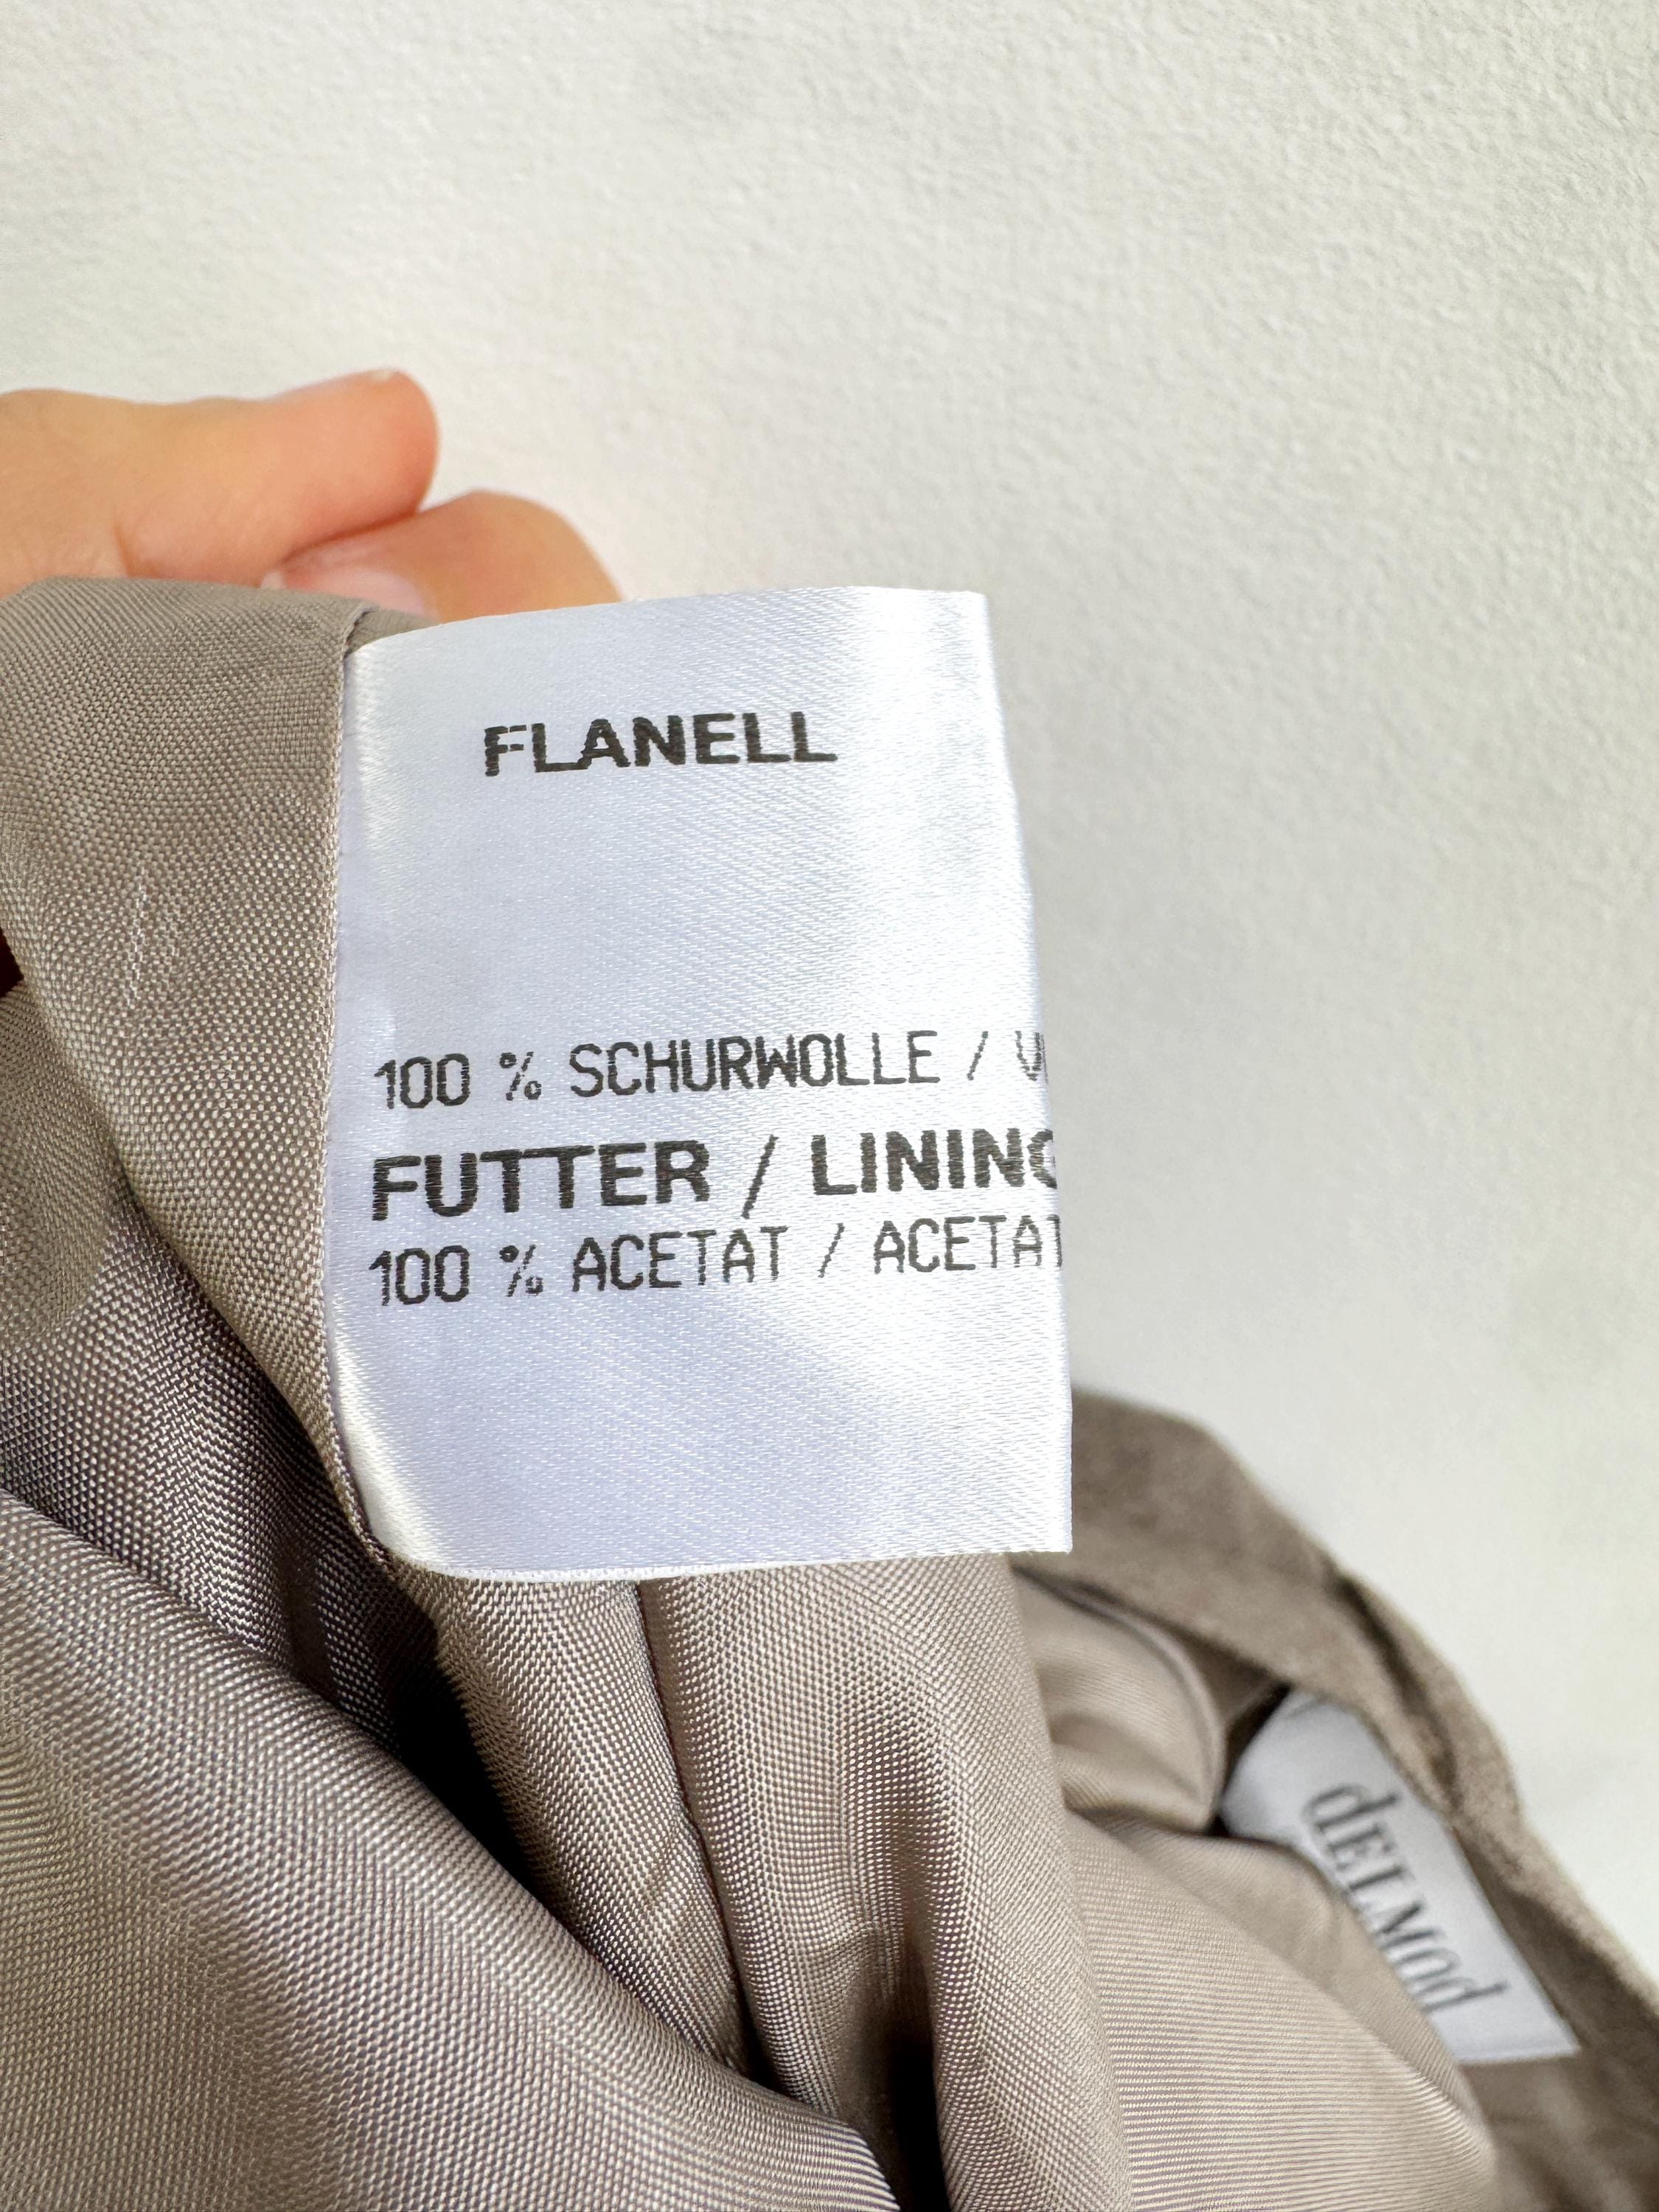 FLANELL
100 % SCHURWOLLE /
FUTTER / LINING
100 % ACETAT / ACETAT
dELMOd